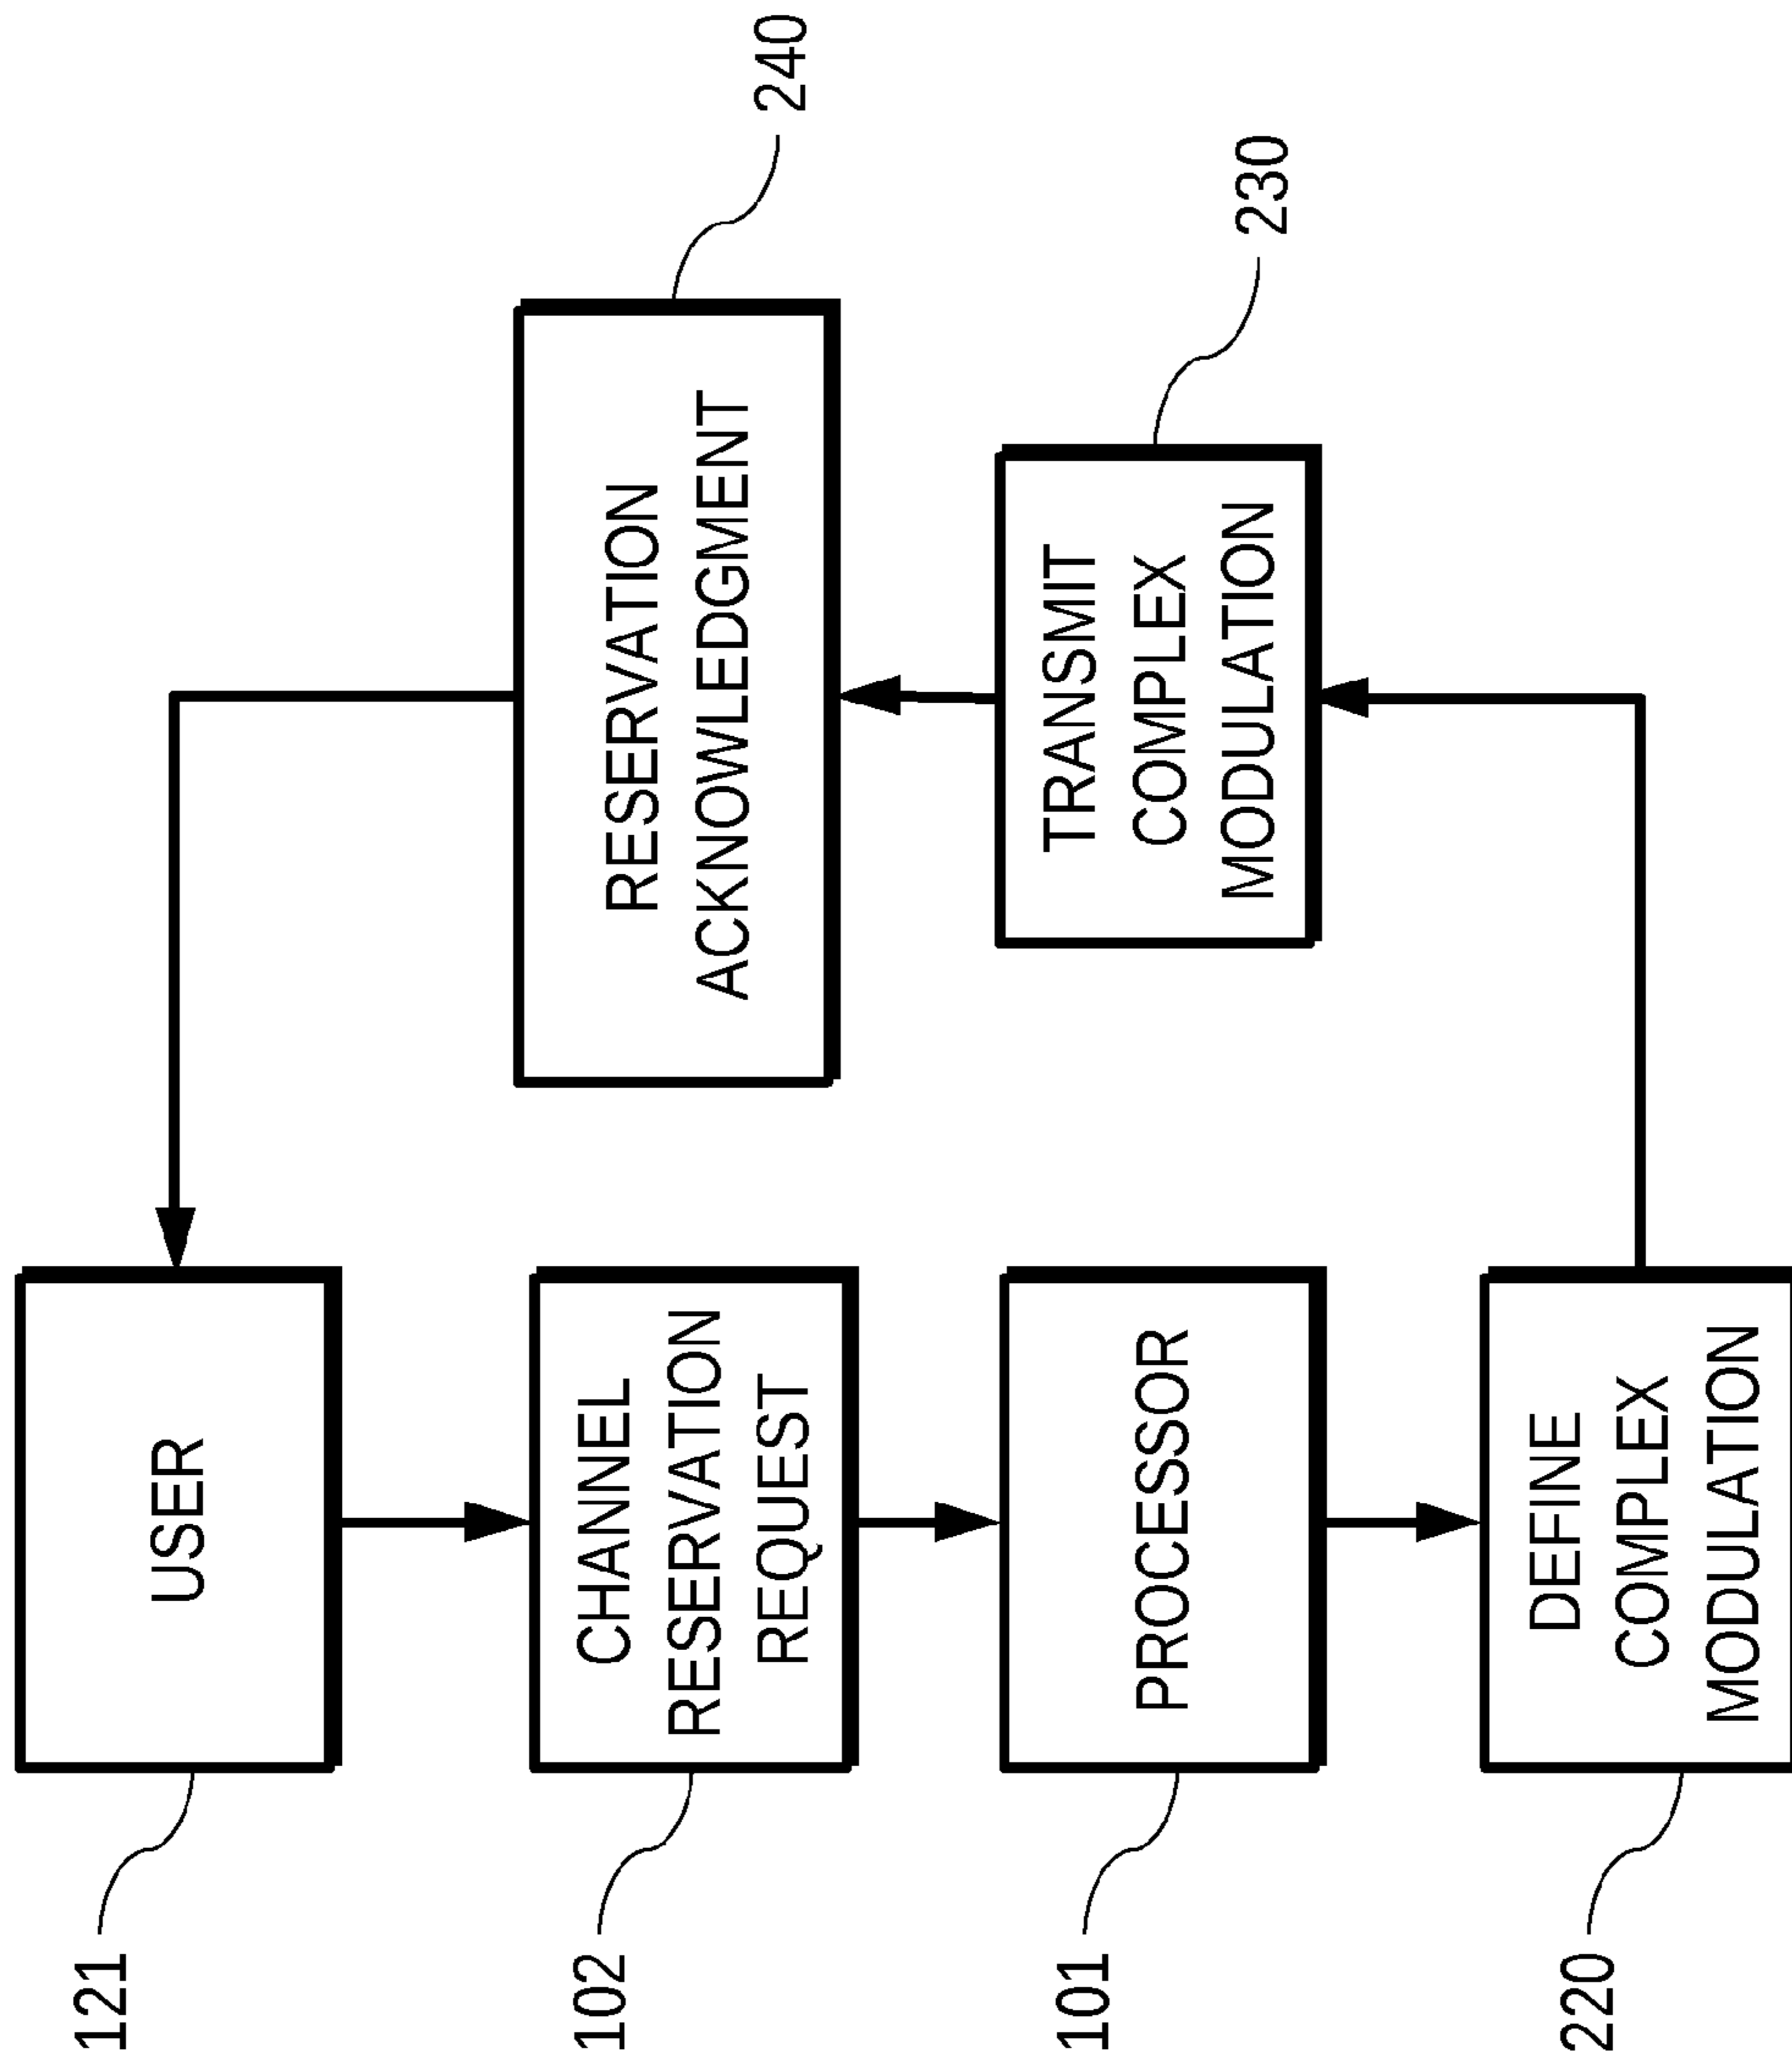 121
USER
102
CHANNEL
RESERVATION
REQUEST
101
PROCESSOR
220
DEFINE
COMPLEX
MODULATION
TRANSMIT
COMPLEX
MODULATION
230
RESERVATION
ACKNOWLEDGMENT
240